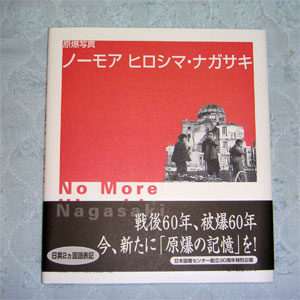 原爆写真
ノーモア ヒロシマ・ナガサキ
No More
Nagasaki
戦後60年、被爆60年
今、新たに「原爆の記憶」を!
日英2ヵ国語表記
日本図書センター創立30周年特別企画